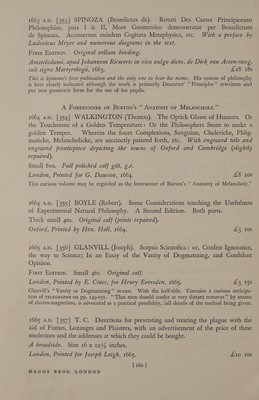 1663 A.D. [353] SPINOZA (Benedictus de). Renati Des Cartes Principiorum
Philosophiæ, pars I & II, More Geometrico demonstratæ per Benedictum
de Spinoza. Accesserunt ejusdem Cogitata Metaphysica, etc. With a preface by
Ludovicus Meyer and numerous diagrams in the text.
FIRST EDITION. Original vellum binding.
Amstelodami, apud Johannem Riewerts in vico vulgo dicto, de Dirk van Assen-steeg,
sub signo Martyrologii, 1663. £16 16s
This is Spinoza's first publication and the only one to bear his name. His system of philosophy
is here clearly indicated although the work is primarily Descartes' "Principles" rewritten and
put into geometric form for the use of his pupils.
A FORERUNNER OF BURTON'S "ANATOMY OF MELANCHOLY."
1664 A.D. [354] WALKINGTON (Thomas). The Optick Glasse of Humors. Or
the Touchstone of a Golden Temperature: Or the Philosophers Stone to make a
golden Temper. Wherein the foure Complexions, Sanguine, Cholericke, Phlig-
maticke, Melancholicke, are succinctly painted forth, etc. With engraved title and
engraved frontispiece depicting the towns of Oxford and Cambridge (slightly
repaired).
Small 8vo. Full polished calf gilt, g.e.
London, Printed for G. Dawson, 1664. £8 10s
This curious volume may be regarded as the forerunner of Burton's "Anatomy of Melancholy."
1664 A.D. [355] BOYLE (Robert). Some Considerations touching the Usefulness
of Experimental Natural Philosophy. A Second Edition. Both parts.
Thick small 4to. Original calf (joints repaired).
Oxford, Printed by Hen. Hall, 1664. £5 10s
1665 A.D. [356] GLANVILL (Joseph). Scepsis Scientifica: or, Confest Ignorance,
the way to Science; In an Essay of the Vanity of Dogmatizing, and Confident
Opinion.
FIRST EDITION. Small 4to. Original calf.
London, Printed by E. Cotes, for Henry Eversden, 1665. £3 15s
Glanvill's "Vanity or Dogmatizing" re-cast. With the half-title. Contains a curious anticipa-
tion of TELEGRAPHS on pp. 149-151. "That men should confer at very distant removes" by means
of electro-magnetism, is advocated as a practical possibility, full details of the method being given.
1665 A.D. [357] T. C. Directions for preventing and treating the plague with the
aid of Fumes, Lozanges and Plaisters, with an advertisement of the price of these
medicines and the addresses at which they could be bought.
A broadside. Size 16 x 12¼ inches.
London, Printed for Joseph Leigh, 1665. £10 10s
[ 162 ]
MAGGS BROS. LONDON